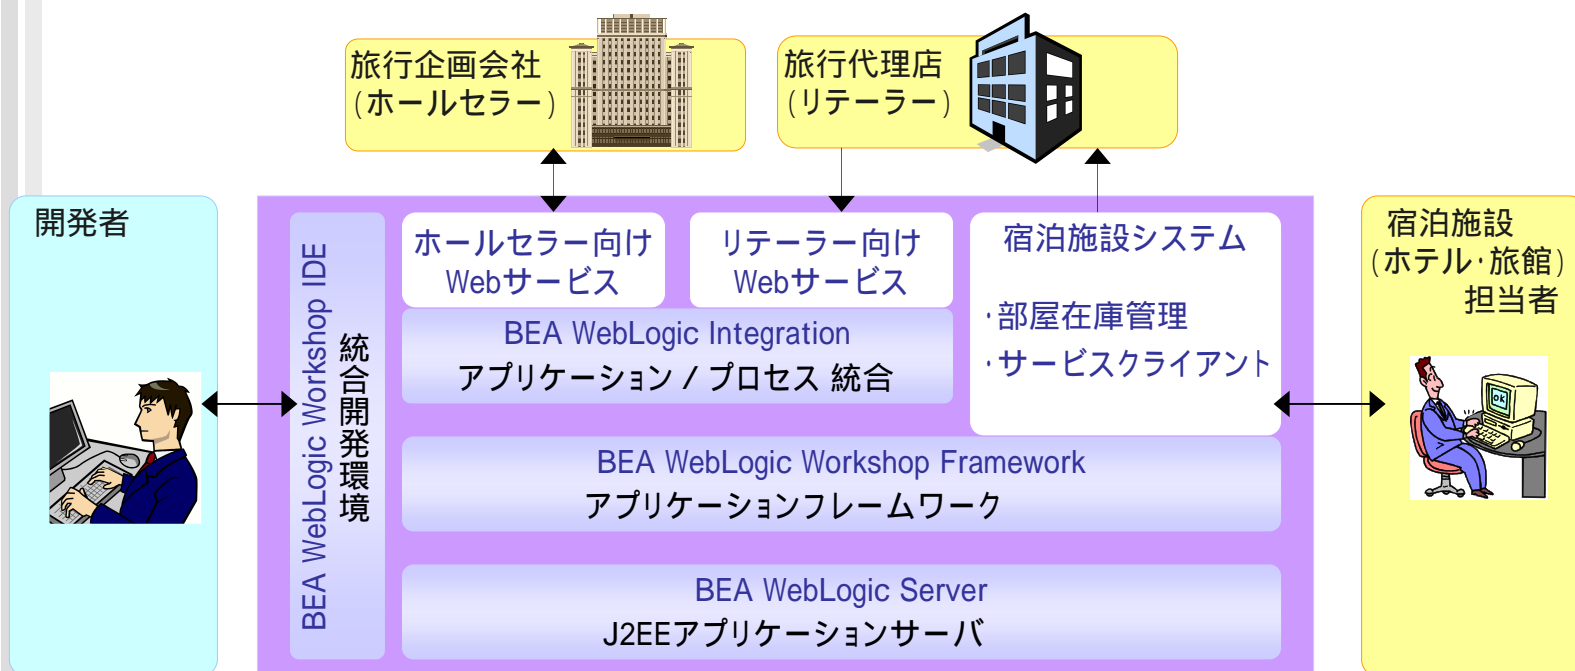 旅行企画会社
(ホールセラー)
旅行代理店
(リテーラー)
開発者
BEA WebLogic Workshop IDE
統合開発環境
ホールセラー向け
Webサービス
リテーラー向け
Webサービス
宿泊施設システム
・部屋在庫管理
・サービスクライアント
BEA WebLogic Integration
アプリケーション / プロセス 統合
BEA WebLogic Workshop Framework
アプリケーションフレームワーク
BEA WebLogic Server
J2EEアプリケーションサーバ
宿泊施設
(ホテル・旅館)
担当者
OK